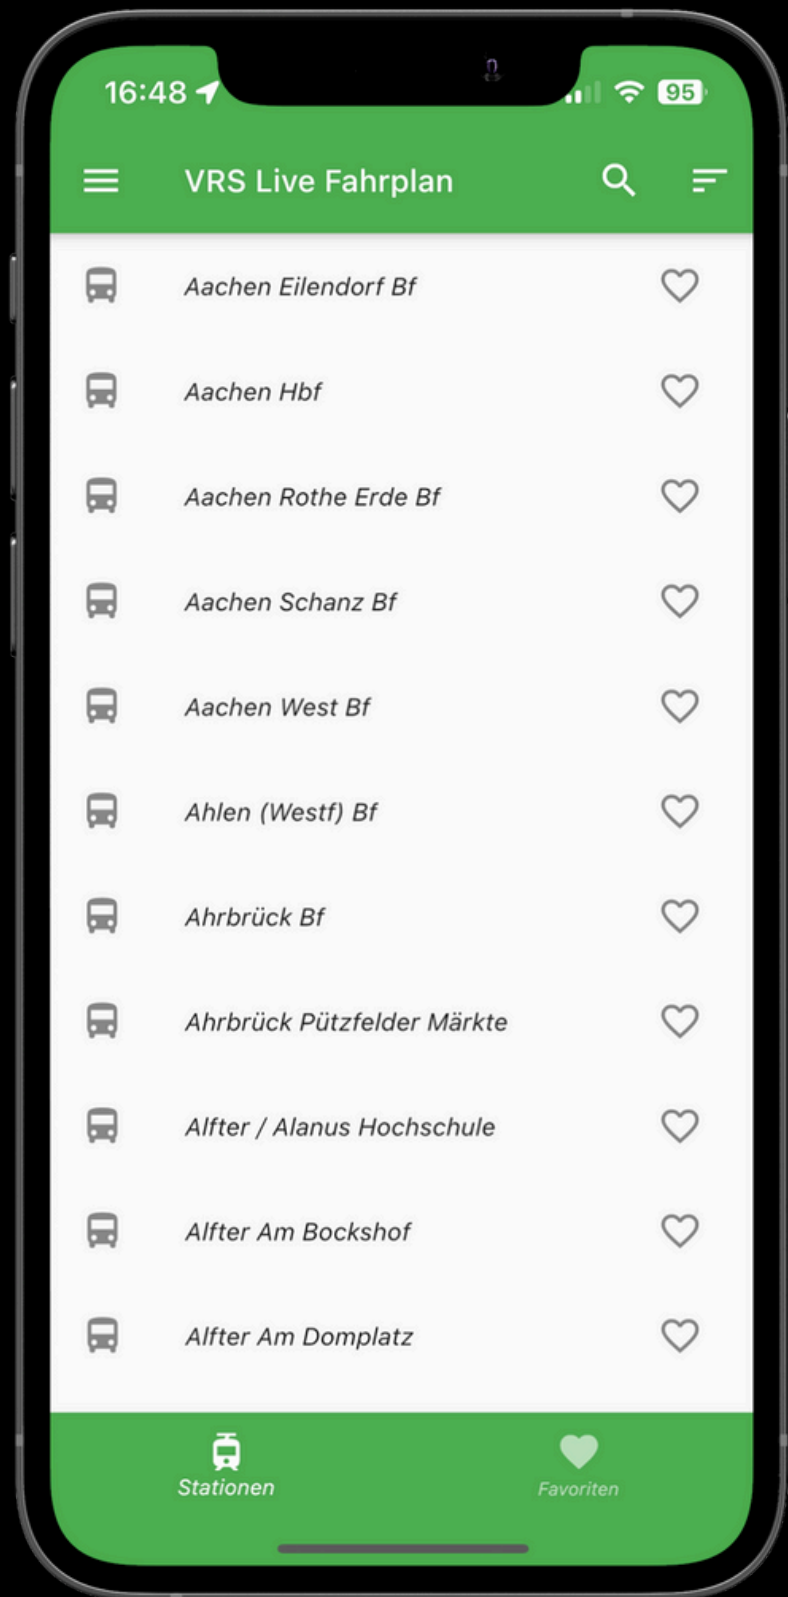 16:48
95
VRS Live Fahrplan
Aachen Eilendorf Bf
Aachen Hbf
Aachen Rothe Erde Bf
Aachen Schanz Bf
Aachen West Bf
Ahlen (Westf) Bf
Ahrbrück Bf
Ahrbrück Pützfelder Märkte
Alfter / Alanus Hochschule
Alfter Am Bockshof
Alfter Am Domplatz
Stationen
Favoriten